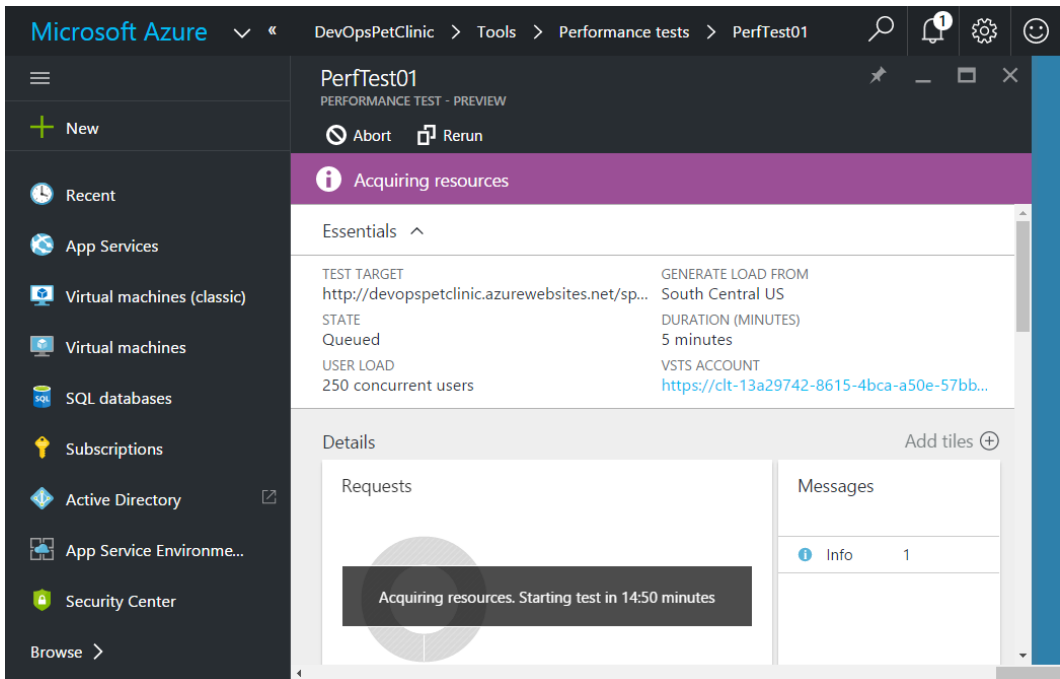 Microsoft Azure
DevOpsPetClinic > Tools > Performance tests > PerfTest01
1
New
Recent
App Services
Virtual machines (classic)
Virtual machines
SQL databases
Subscriptions
Active Directory
App Service Environme...
Security Center
Browse >
PerfTest01
PERFORMANCE TEST - PREVIEW
Abort Rerun
Acquiring resources
Essentials
TEST TARGET
http://devopspetclinic.azurewebsites.net/sp...
STATE
Queued
USER LOAD
250 concurrent users
GENERATE LOAD FROM
South Central US
DURATION (MINUTES)
5 minutes
VSTS ACCOUNT
https://clt-13a29742-8615-4bca-a50e-57bb...
Details
Add tiles
Requests
Acquiring resources. Starting test in 14:50 minutes
Messages
Info 1